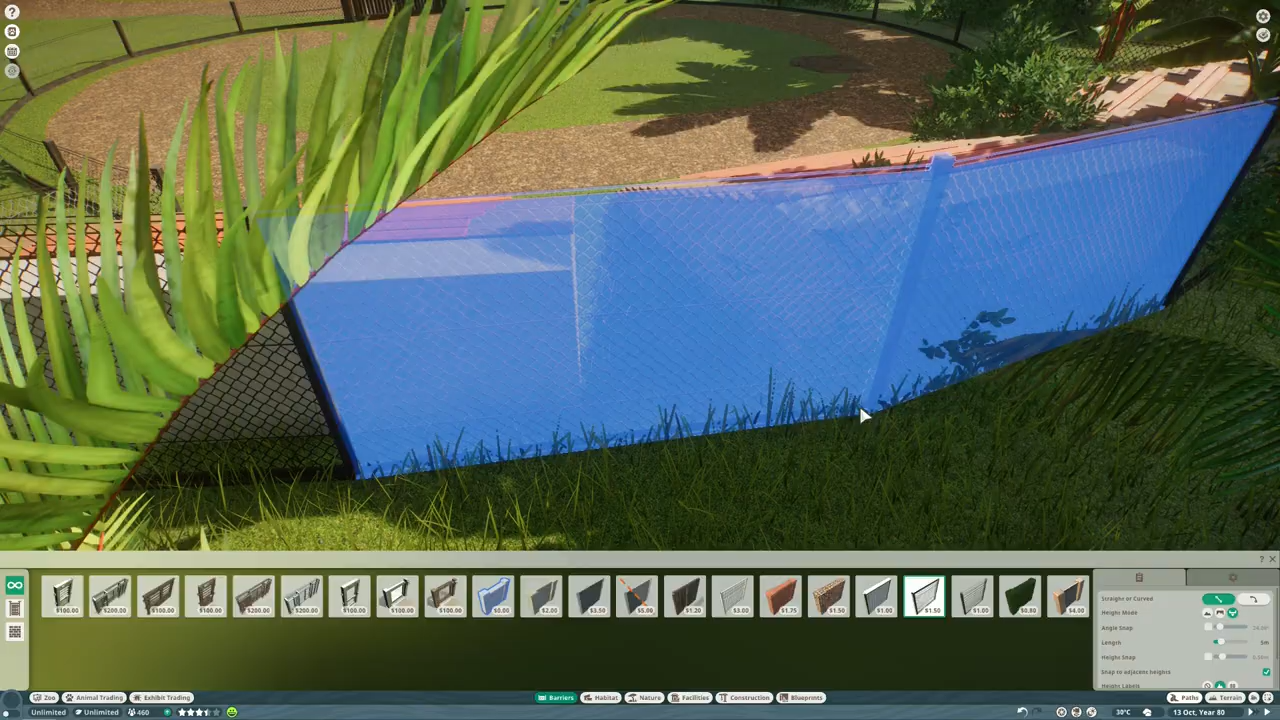 ?
? ×
$100.00 $200.00 $100.00 $100.00 $200.00 $200.00 $100.00 $100.00 $100.00 $0.00 $2.00 $3.50 $5.00 $1.20 $3.00 $1.75 $1.50 $1.00 $1.50 $1.00 $0.80 $4.00
Straight or Curved
Height Mode
Angle Snap
Length 5m
Height Snap
Snap to adjacent heights
Height Labels
Zoo Animal Trading Exhibit Trading Barriers Habitat Nature Facilities Construction Blueprints Paths Terrain
Unlimited Unlimited 460 30°C 13 Oct, Year 80